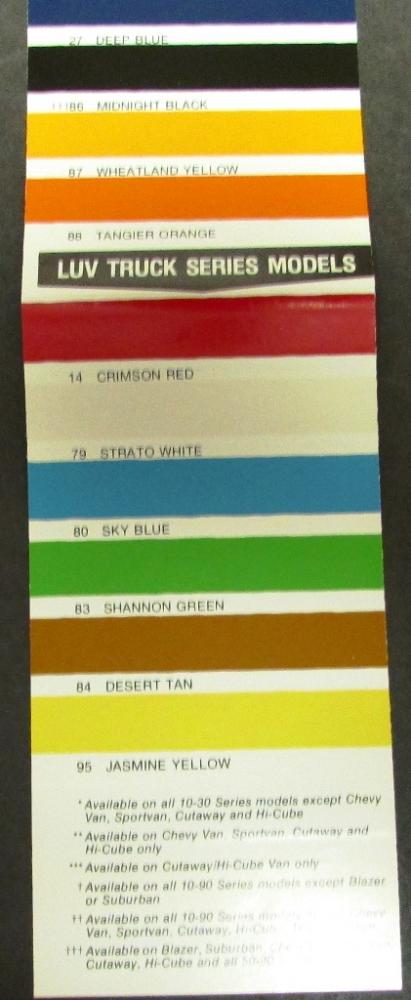 27 DEEP BLUE
†††86 MIDNIGHT BLACK
87 WHEATLAND YELLOW
88 TANGIER ORANGE
LUV TRUCK SERIES MODELS
14 CRIMSON RED
79 STRATO WHITE
80 SKY BLUE
83 SHANNON GREEN
84 DESERT TAN
95 JASMINE YELLOW
* Available on all 10-30 Series models except Chevy
Van, Sportvan, Cutaway and Hi-Cube
** Available on Chevy Van, Sportvan, Cutaway and
Hi-Cube only
*** Available on Cutaway/Hi-Cube Van only
† Available on all 10-90 Series models except Blazer
or Suburban
†† Available on all 10-90 Series Chevy
Van, Sportvan, Cutaway,
††† Available on Blazer, Suburban,
Cutaway, Hi-Cube and all